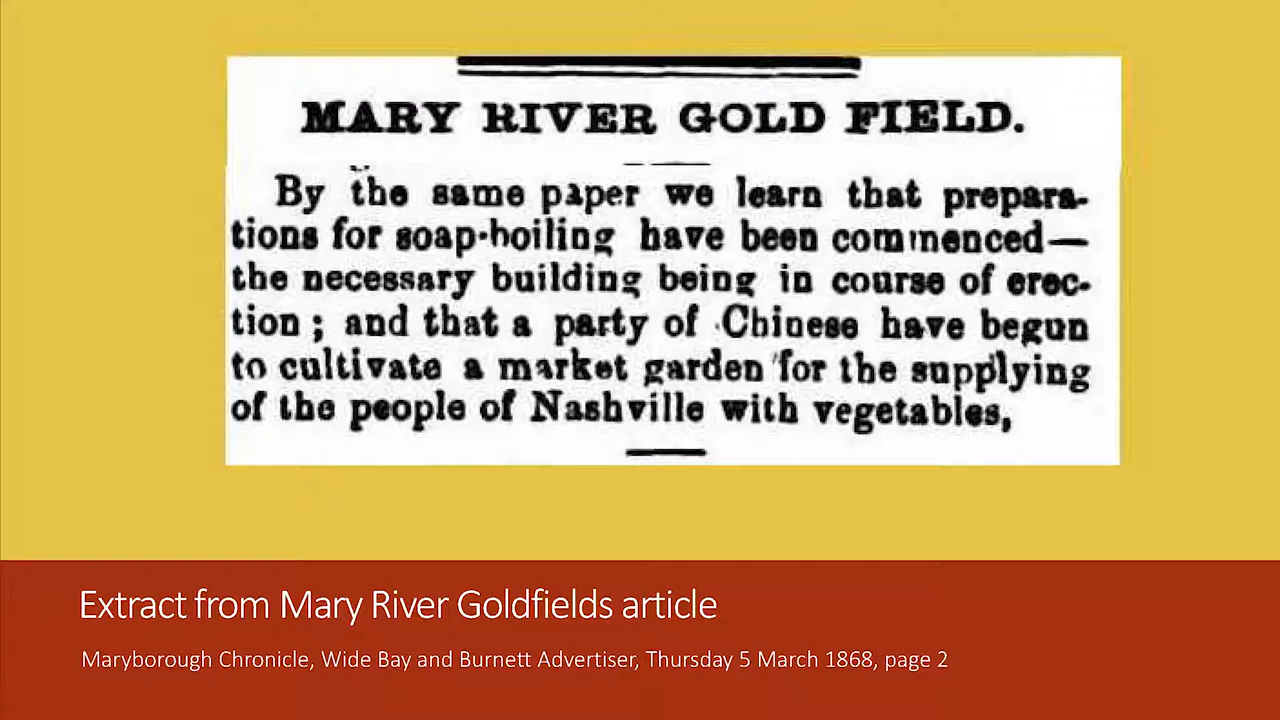 MARY RIVER GOLD FIELD.
By the same paper we learn that prepara-
tions for soap-boiling have been commenced—
the necessary building being in course of erec-
tion; and that a party of Chinese have begun
to cultivate a market garden for the supplying
of the people of Nashville with vegetables,
Extract from Mary River Goldfields article
Maryborough Chronicle, Wide Bay and Burnett Advertiser, Thursday 5 March 1868, page 2